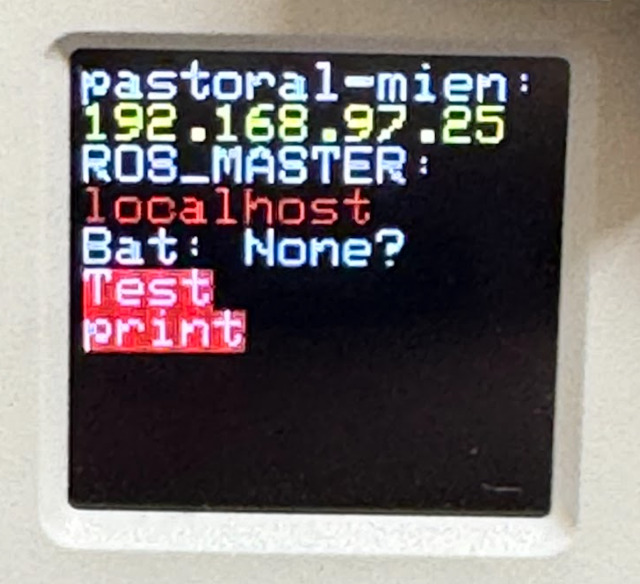 pastoral-mien:
192.168.97.25
ROS_MASTER:
localhost
Bat: None?
Test
print